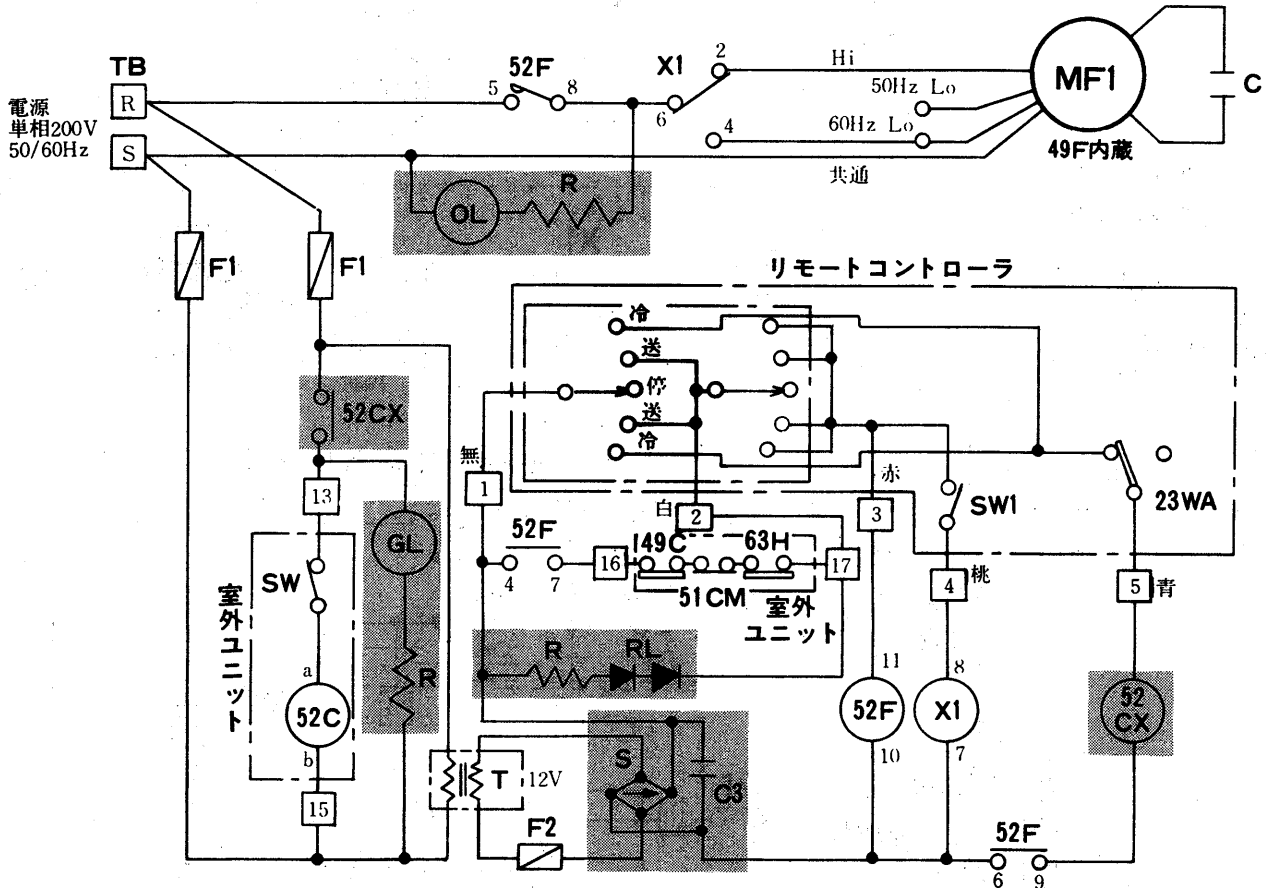 TB
R
S
電源
単相200V
50/60Hz
52F
5
8
X1
2
6
4
Hi
50Hz Lo
60Hz Lo
共通
MF1
49F内蔵
C
OL
R
F1
F1
リモートコントローラ
冷
送
停
送
冷
52CX
無
1
白
2
赤
3
SW1
23WA
13
GL
R
52F
4
7
16
49C
63H
51CM
17
室外
ユニット
4
桃
5
青
室外ユニット
SW
a
52C
b
15
R
RL
11
52F
10
8
X1
7
52
CX
S
C3
T
12V
F2
52F
6
9